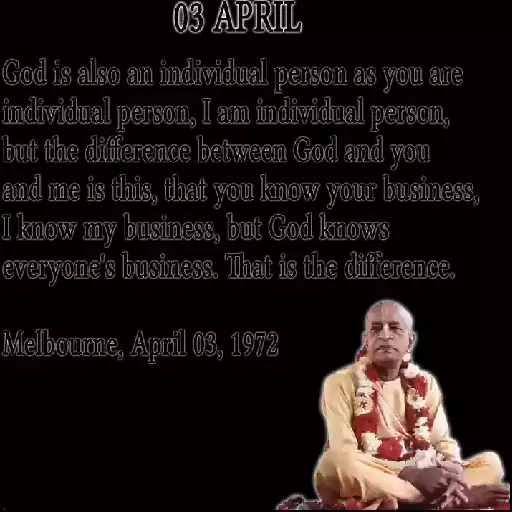 03 APRIL
God is also an individual person as you are
individual person, I am individual person,
but the difference between God and you
and me is this, that you know your business,
I know my business, but God knows
everyone's business. That is the difference.
Melbourne, April 03, 1972